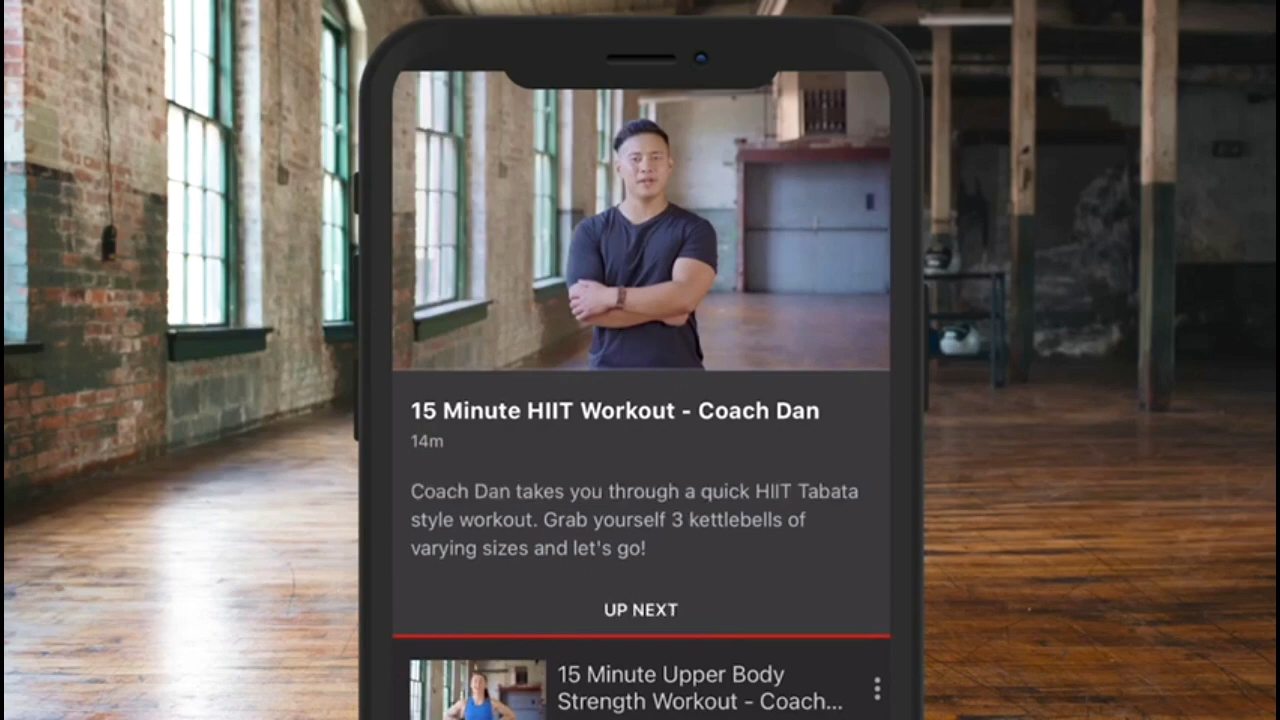 15 Minute HIIT Workout - Coach Dan
14m
Coach Dan takes you through a quick HIIT Tabata
style workout. Grab yourself 3 kettlebells of
varying sizes and let's go!
UP NEXT
15 Minute Upper Body
Strength Workout - Coach...